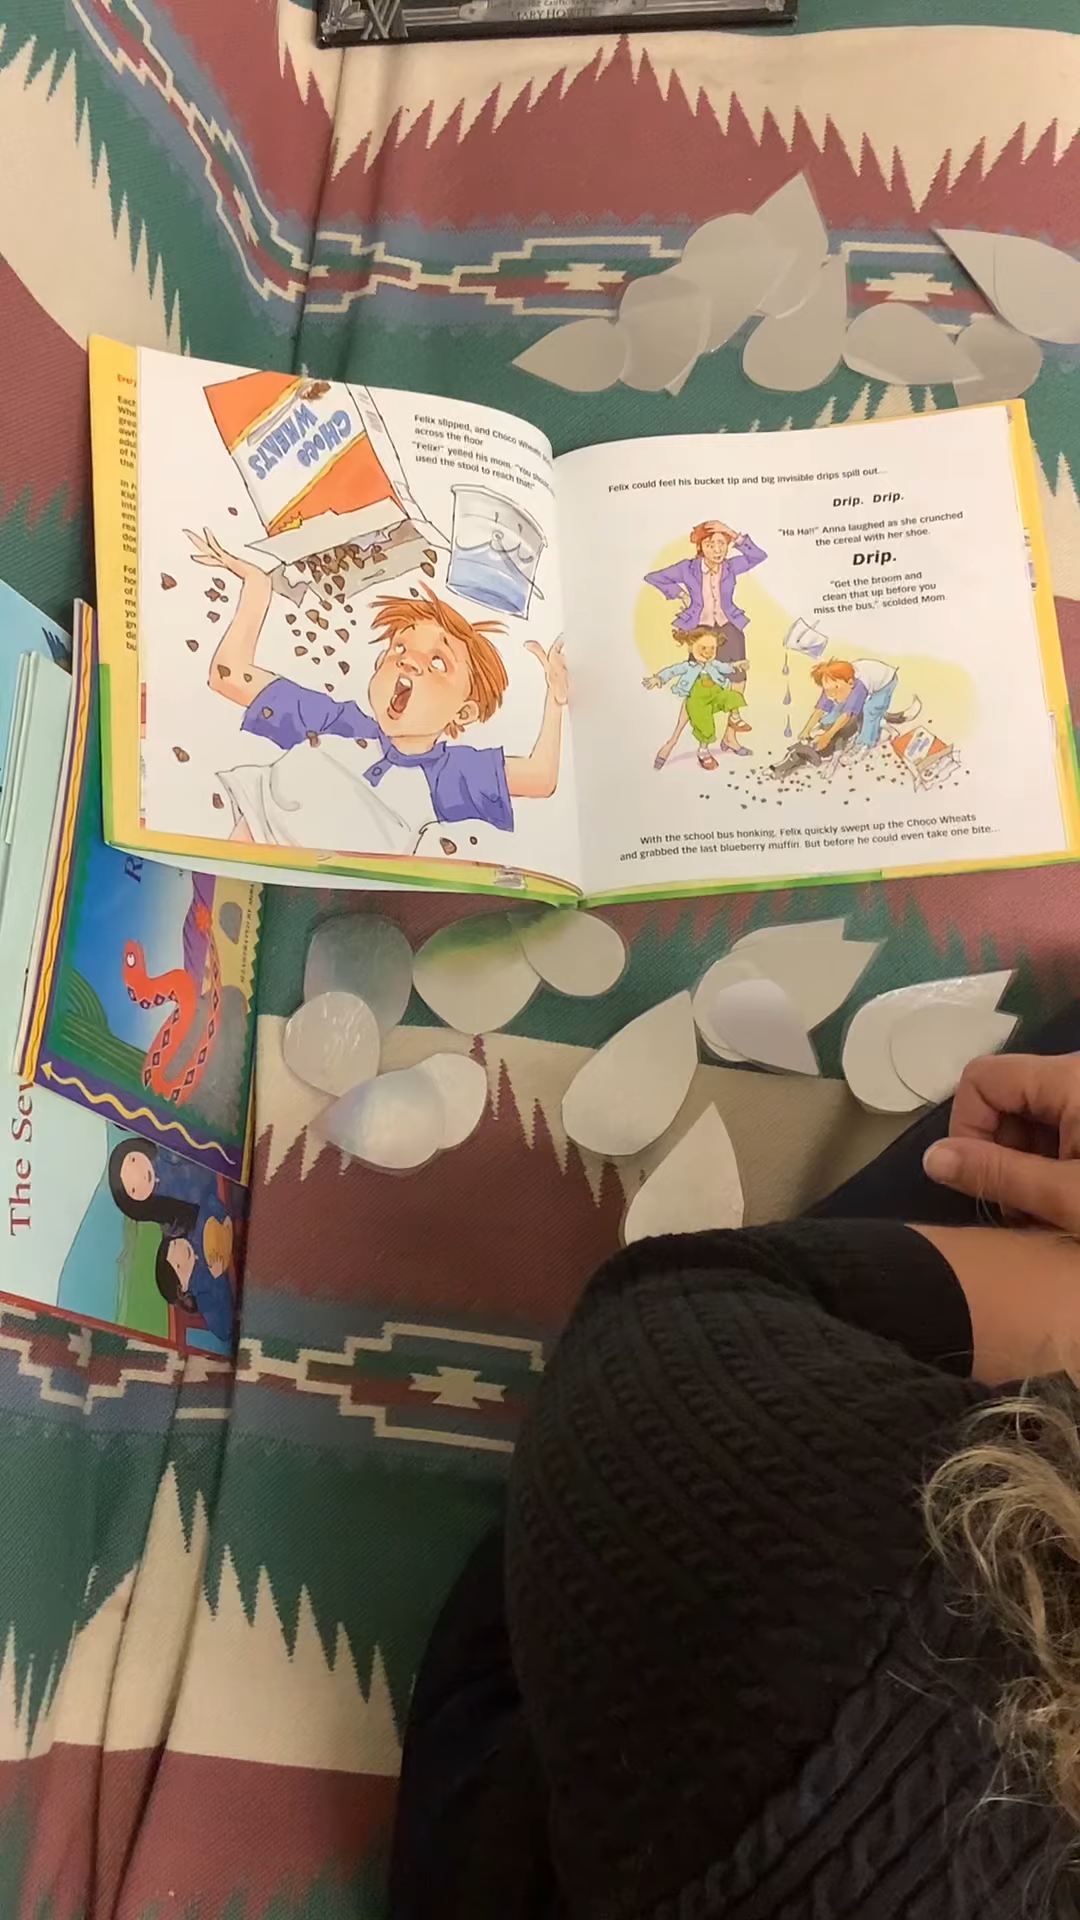 MARY HOWITT
CHOCO
WHEATS
Felix slipped, and Choco Wheats
across the floor.
"Felix!" yelled his mom. "You
used the stool to reach that!"
Felix could feel his bucket tip and big invisible drips spill out...
Drip. Drip.
"Ha Ha!!" Anna laughed as she crunched
the cereal with her shoe.
Drip.
"Get the broom and
clean that up before you
miss the bus," scolded Mom.
With the school bus honking, Felix quickly swept up the Choco Wheats
and grabbed the last blueberry muffin. But before he could even take one bite...
The